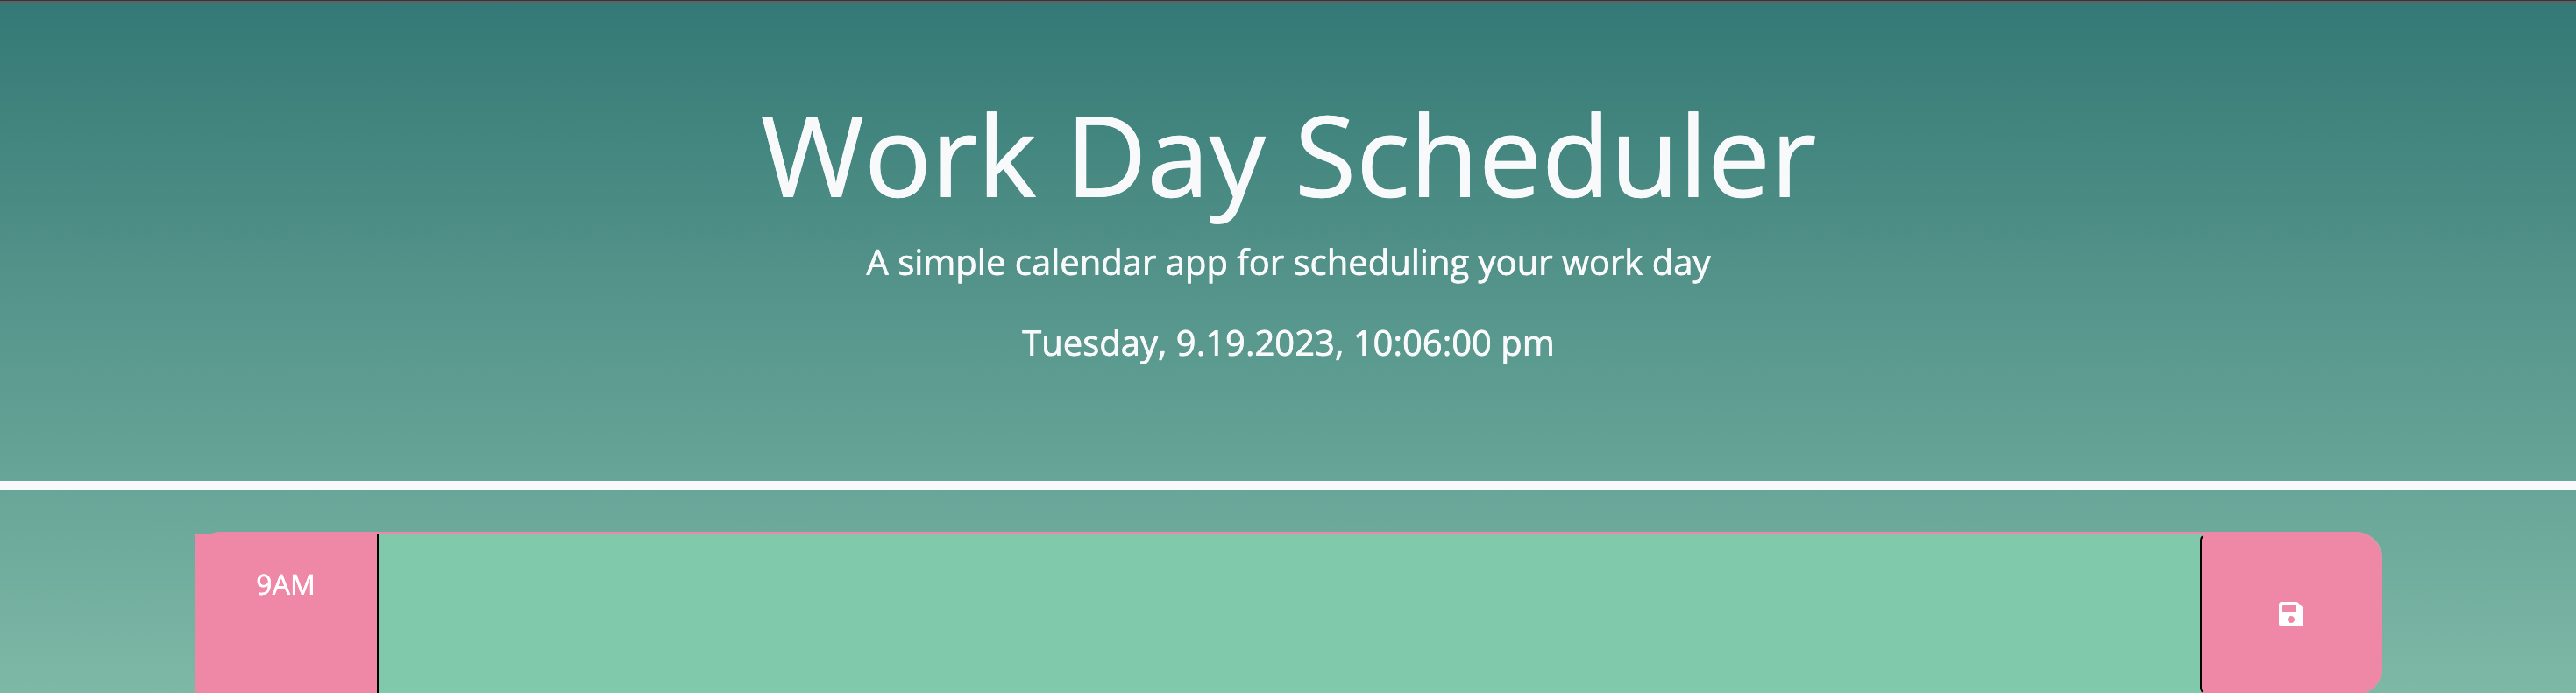 Work Day Scheduler
A simple calendar app for scheduling your work day
Tuesday, 9.19.2023, 10:06:00 pm
9AM